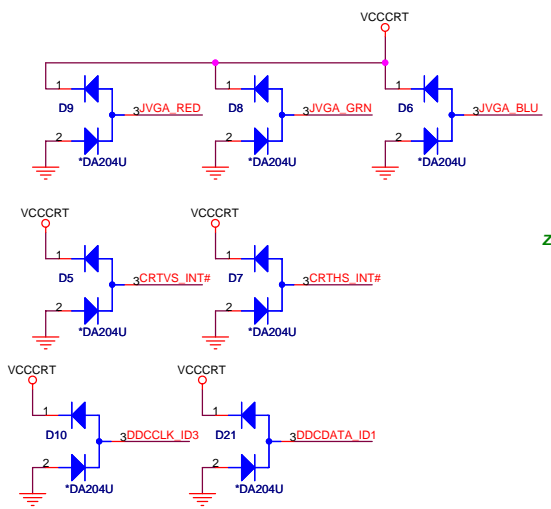 VCCCRT
1 1 1
D9 D8 D6
3 JVGA_RED 3 JVGA_GRN 3 JVGA_BLU
2 2 2
*DA204U *DA204U *DA204U
VCCCRT VCCCRT
Z
1 1
D5 D7
3 CRTVS_INT# 3 CRTHS_INT#
2 2
*DA204U *DA204U
VCCCRT VCCCRT
1 1
D10 D21
3 DDCCLK_ID3 3 DDCDATA_ID1
2 2
*DA204U *DA204U